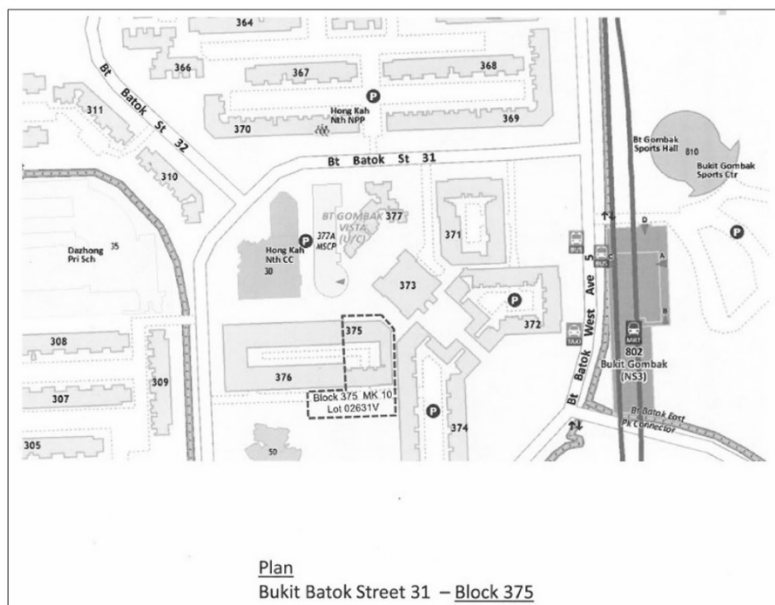 364
366
367
368
311
Hong Kah
Nth NPP
370
369
Bt Batok St 32
310
Bt Batok St 31
Bt Gombak
Sports Hall
810
Bukit Gombak
Sports Ctr
BT GOMBAK
VISTA
(U/C)
377
377A
MSCP
371
Dazhong
Pri Sch
35
Hong Kah
Nth CC
30
P
P
P
P
P
D
C
A
B
BUS
BUS
373
372
TAXI
MRT
802
Bukit Gombak
(NS3)
Bt Batok West Ave 5
308
307
309
305
375
376
Block 375 MK 10
Lot 02631V
374
50
Bt Batok East
Pk Connector
Plan
Bukit Batok Street 31 – Block 375